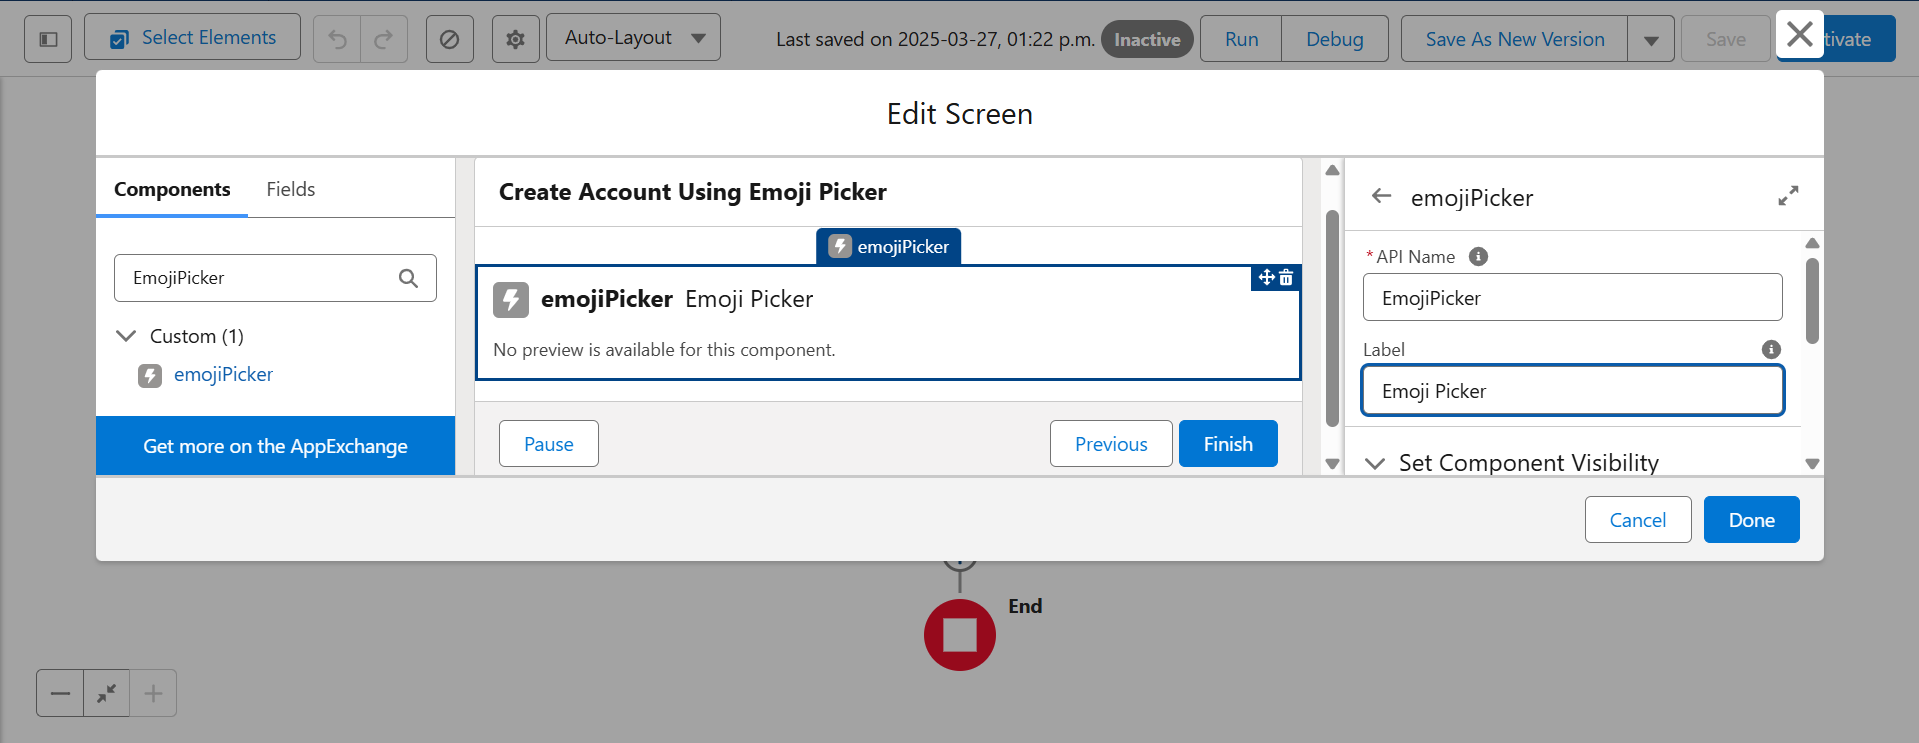 Select Elements
Auto-Layout
Last saved on 2025-03-27, 01:22 p.m.
Inactive
Run
Debug
Save As New Version
Save
tivate
Edit Screen
Components
Fields
EmojiPicker
Custom (1)
emojiPicker
Get more on the AppExchange
Create Account Using Emoji Picker
emojiPicker
emojiPicker Emoji Picker
No preview is available for this component.
Pause
Previous
Finish
emojiPicker
*API Name
EmojiPicker
Label
Emoji Picker
Set Component Visibility
Cancel
Done
End